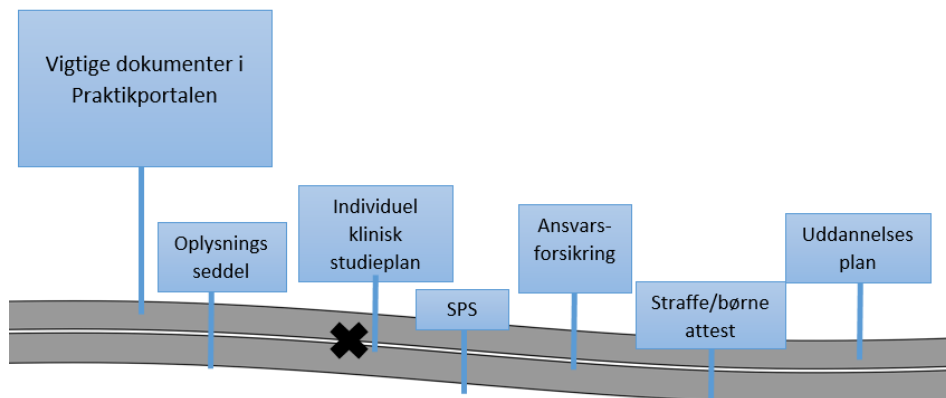 Vigtige dokumenter i
Praktikportalen
Oplysnings
seddel
Individuel
klinisk
studieplan
SPS
Ansvars-
forsikring
Straffe/børne
attest
Uddannelses
plan